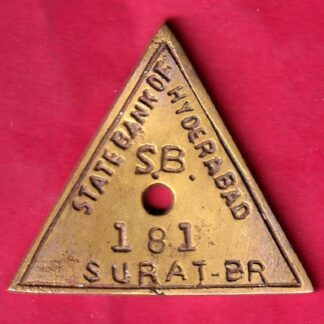 STATE BANK OF
HYDERABAD
S.B.
181
SURAT-BR